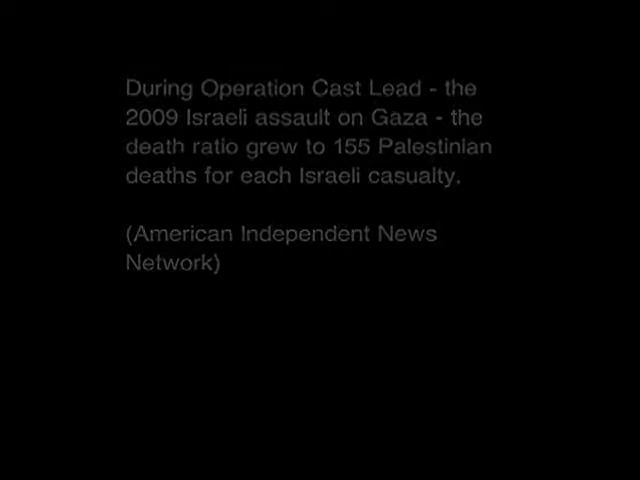 During Operation Cast Lead - the
2009 Israeli assault on Gaza - the
death ratio grew to 155 Palestinian
deaths for each Israeli casualty.
(American Independent News
Network)